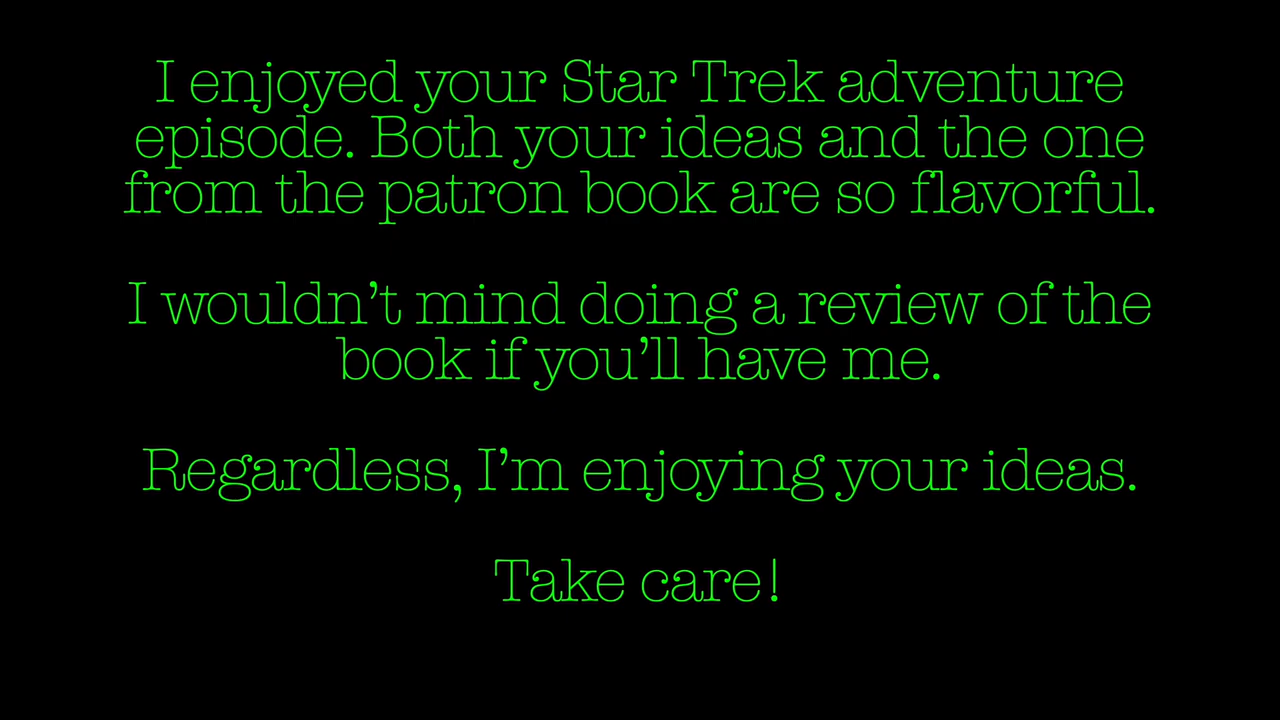 I enjoyed your Star Trek adventure
episode. Both your ideas and the one
from the patron book are so flavorful.
I wouldn’t mind doing a review of the
book if you’ll have me.
Regardless, I’m enjoying your ideas.
Take care!